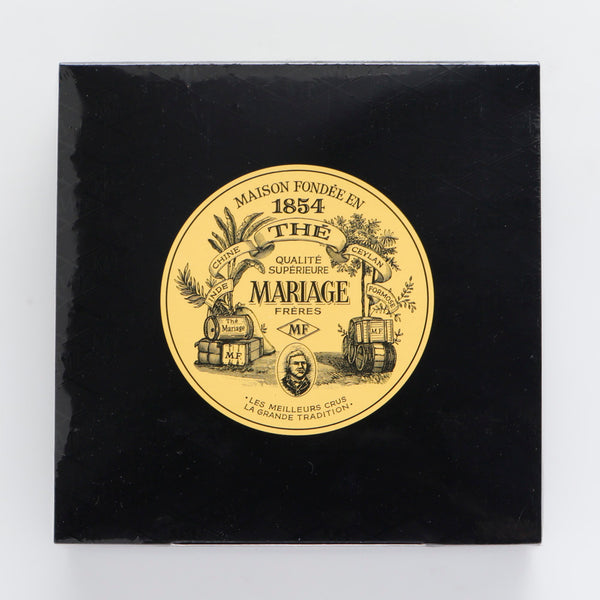 MAISON FONDÉE EN
1854
THÉ
CHINE
CEYLAN
INDE
FORMOSE
QUALITÉ
SUPÉRIEURE
MARIAGE
FRÈRES
MF
Thé
Mariage
M.F
M.F
•LES MEILLEURS CRUS
LA GRANDE TRADITION•